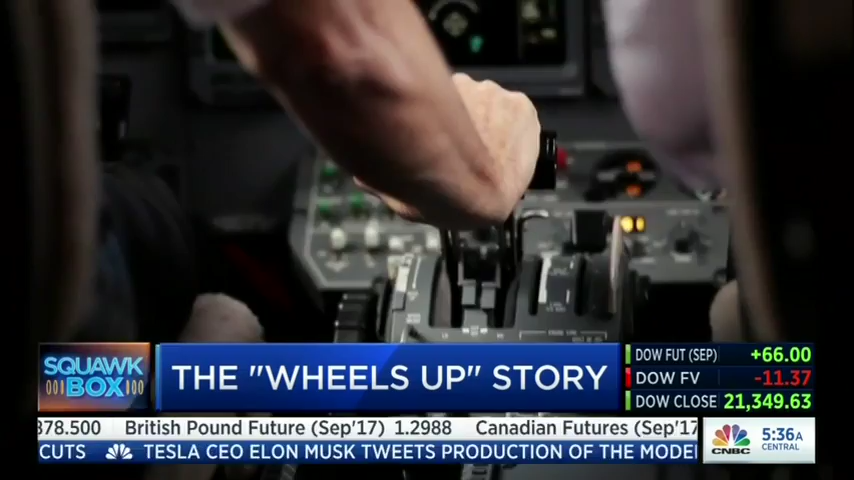 SQUAWK
BOX
THE "WHEELS UP" STORY
DOW FUT (SEP) +66.00
DOW FV -11.37
DOW CLOSE 21,349.63
378.500 British Pound Future (Sep'17) 1.2988 Canadian Futures (Sep'17
CUTS TESLA CEO ELON MUSK TWEETS PRODUCTION OF THE MODE
CNBC
5:36A
CENTRAL